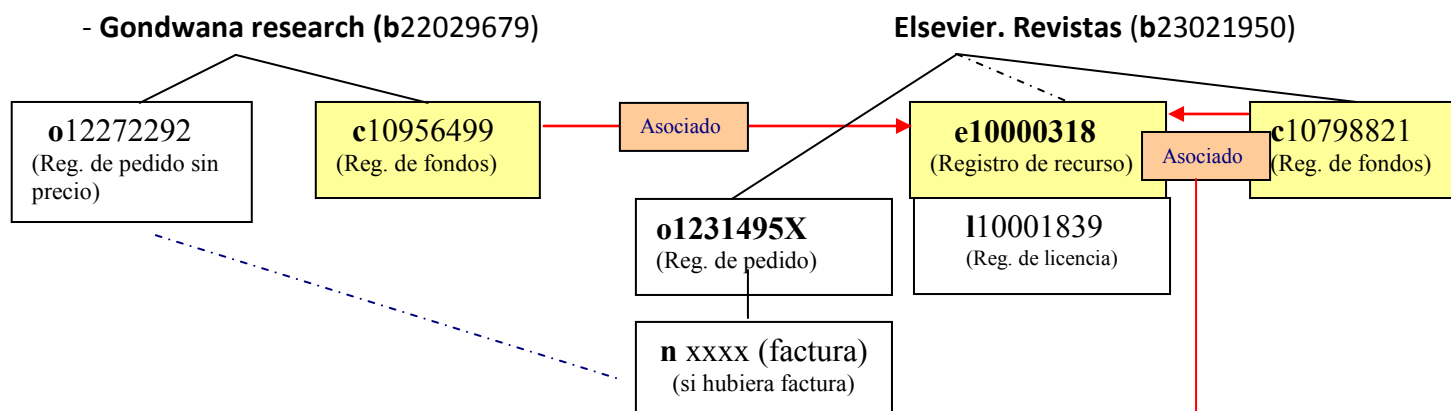 - Gondwana research (b22029679)
Elsevier. Revistas (b23021950)
o12272292
(Reg. de pedido sin
precio)
c10956499
(Reg. de fondos)
Asociado
e10000318
(Registro de recurso)
Asociado
c10798821
(Reg. de fondos)
o1231495X
(Reg. de pedido)
l10001839
(Reg. de licencia)
n xxxx (factura)
(si hubiera factura)